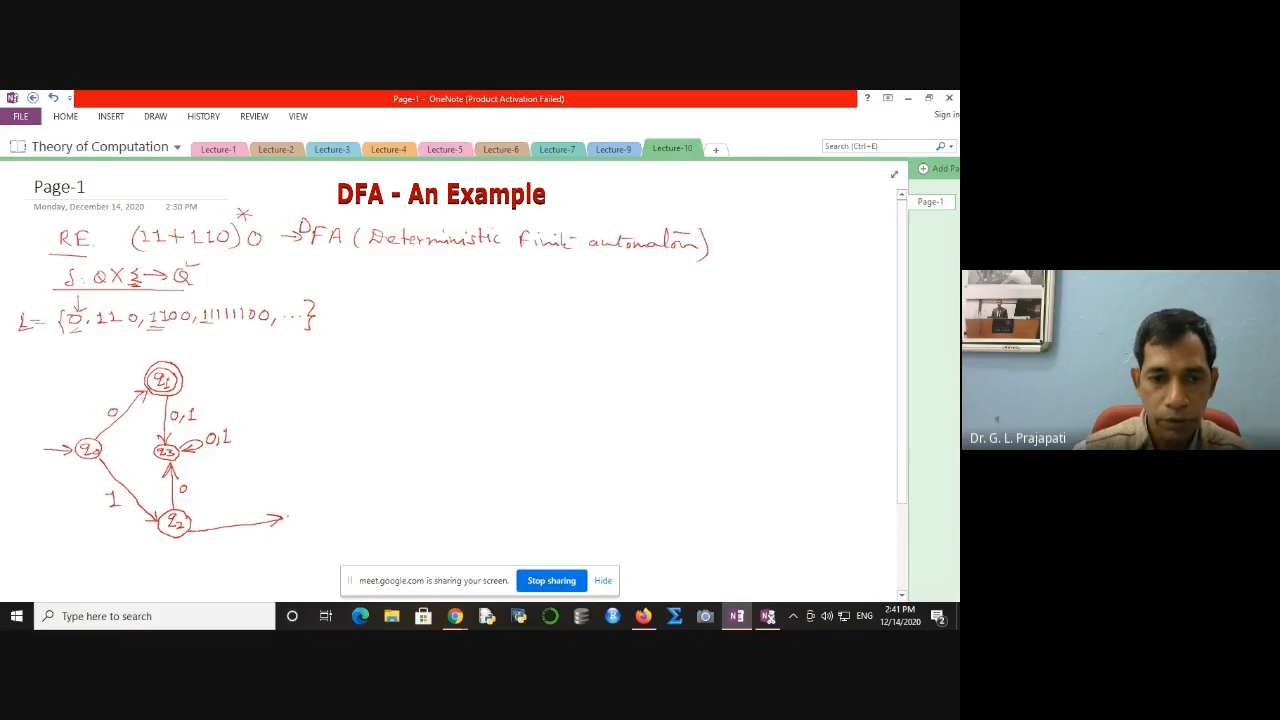 Page-1 - OneNote (Product Activation Failed)
?
FILE HOME INSERT DRAW HISTORY REVIEW VIEW
Sign in
Theory of Computation Lecture-1 Lecture-2 Lecture-3 Lecture-4 Lecture-5 Lecture-6 Lecture-7 Lecture-9 Lecture-10 +
Search (Ctrl+E)
Add Pa
Page-1
Page-1
Monday, December 14, 2020 2:30 PM
DFA - An Example
RE. (11+110)*0 → DFA (Deterministic finite automaton)
δ: Q X Σ → Q
L = {0, 110, 1100, 11111100, ...}
q1
0
0,1
q0
q3
0,1
1
0
q2
meet.google.com is sharing your screen. Stop sharing Hide
Dr. G. L. Prajapati
Type here to search
ENG
2:41 PM
12/14/2020
2